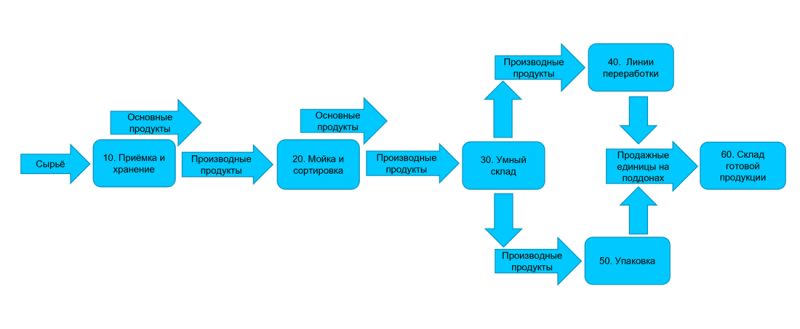 Производные
продукты
40. Линии
переработки
Основные
продукты
Основные
продукты
Сырьё
10. Приёмка и
хранение
Производные
продукты
20. Мойка и
сортировка
Производные
продукты
30. Умный
склад
Продажные
единицы на
поддонах
60. Склад
готовой
продукции
Производные
продукты
50. Упаковка